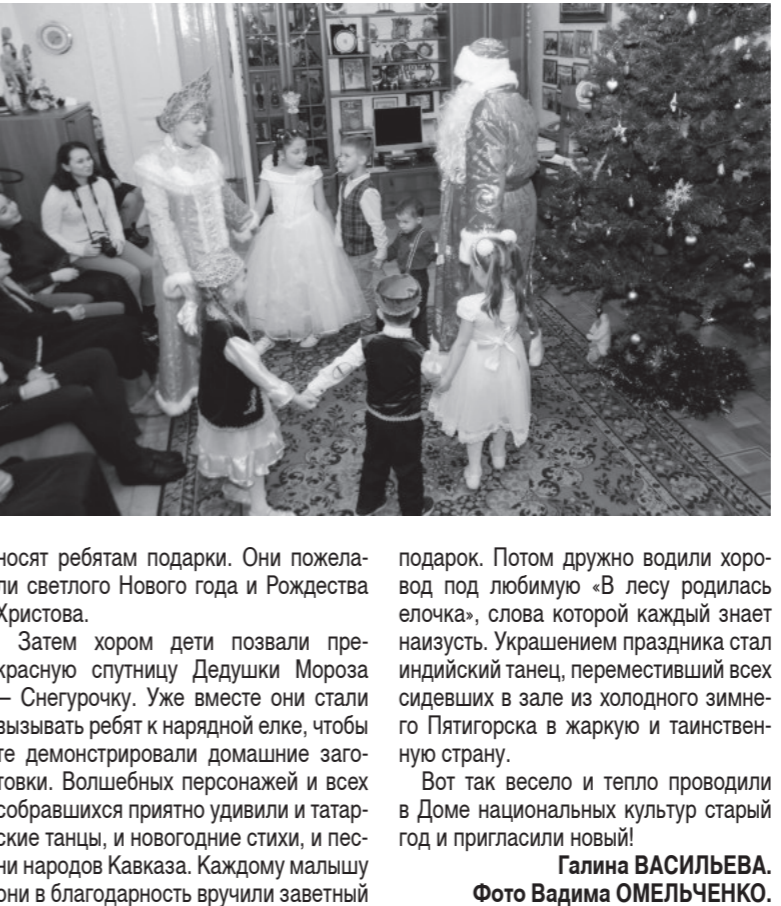 носят ребятам подарки. Они пожела-
ли светлого Нового года и Рождества
Христова.
Затем хором дети позвали пре-
красную спутницу Дедушки Мороза
– Снегурочку. Уже вместе они стали
вызывать ребят к нарядной елке, чтобы
те демонстрировали домашние заго-
товки. Волшебных персонажей и всех
собравшихся приятно удивили и татар-
ские танцы, и новогодние стихи, и пес-
ни народов Кавказа. Каждому малышу
они в благодарность вручили заветный
подарок. Потом дружно водили хоро-
вод под любимую «В лесу родилась
елочка», слова которой каждый знает
наизусть. Украшением праздника стал
индийский танец, переместивший всех
сидевших в зале из холодного зимне-
го Пятигорска в жаркую и таинствен-
ную страну.
Вот так весело и тепло проводили
в Доме национальных культур старый
год и пригласили новый!
Галина ВАСИЛЬЕВА.
Фото Вадима ОМЕЛЬЧЕНКО.